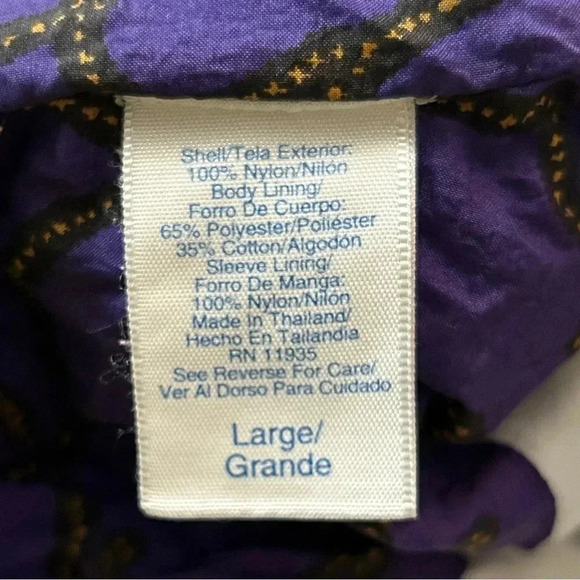 Shell/Tela Exterior:
100% Nylon/Nilón
Body Lining/
Forro De Cuerpo:
65% Polyester/Poliéster
35% Cotton/Algodón
Sleeve Lining/
Forro De Manga:
100% Nylon/Nilón
Made In Thailand/
Hecho En Tailandia
RN 11935
See Reverse For Care/
Ver Al Dorso Para Cuidado
Large/
Grande